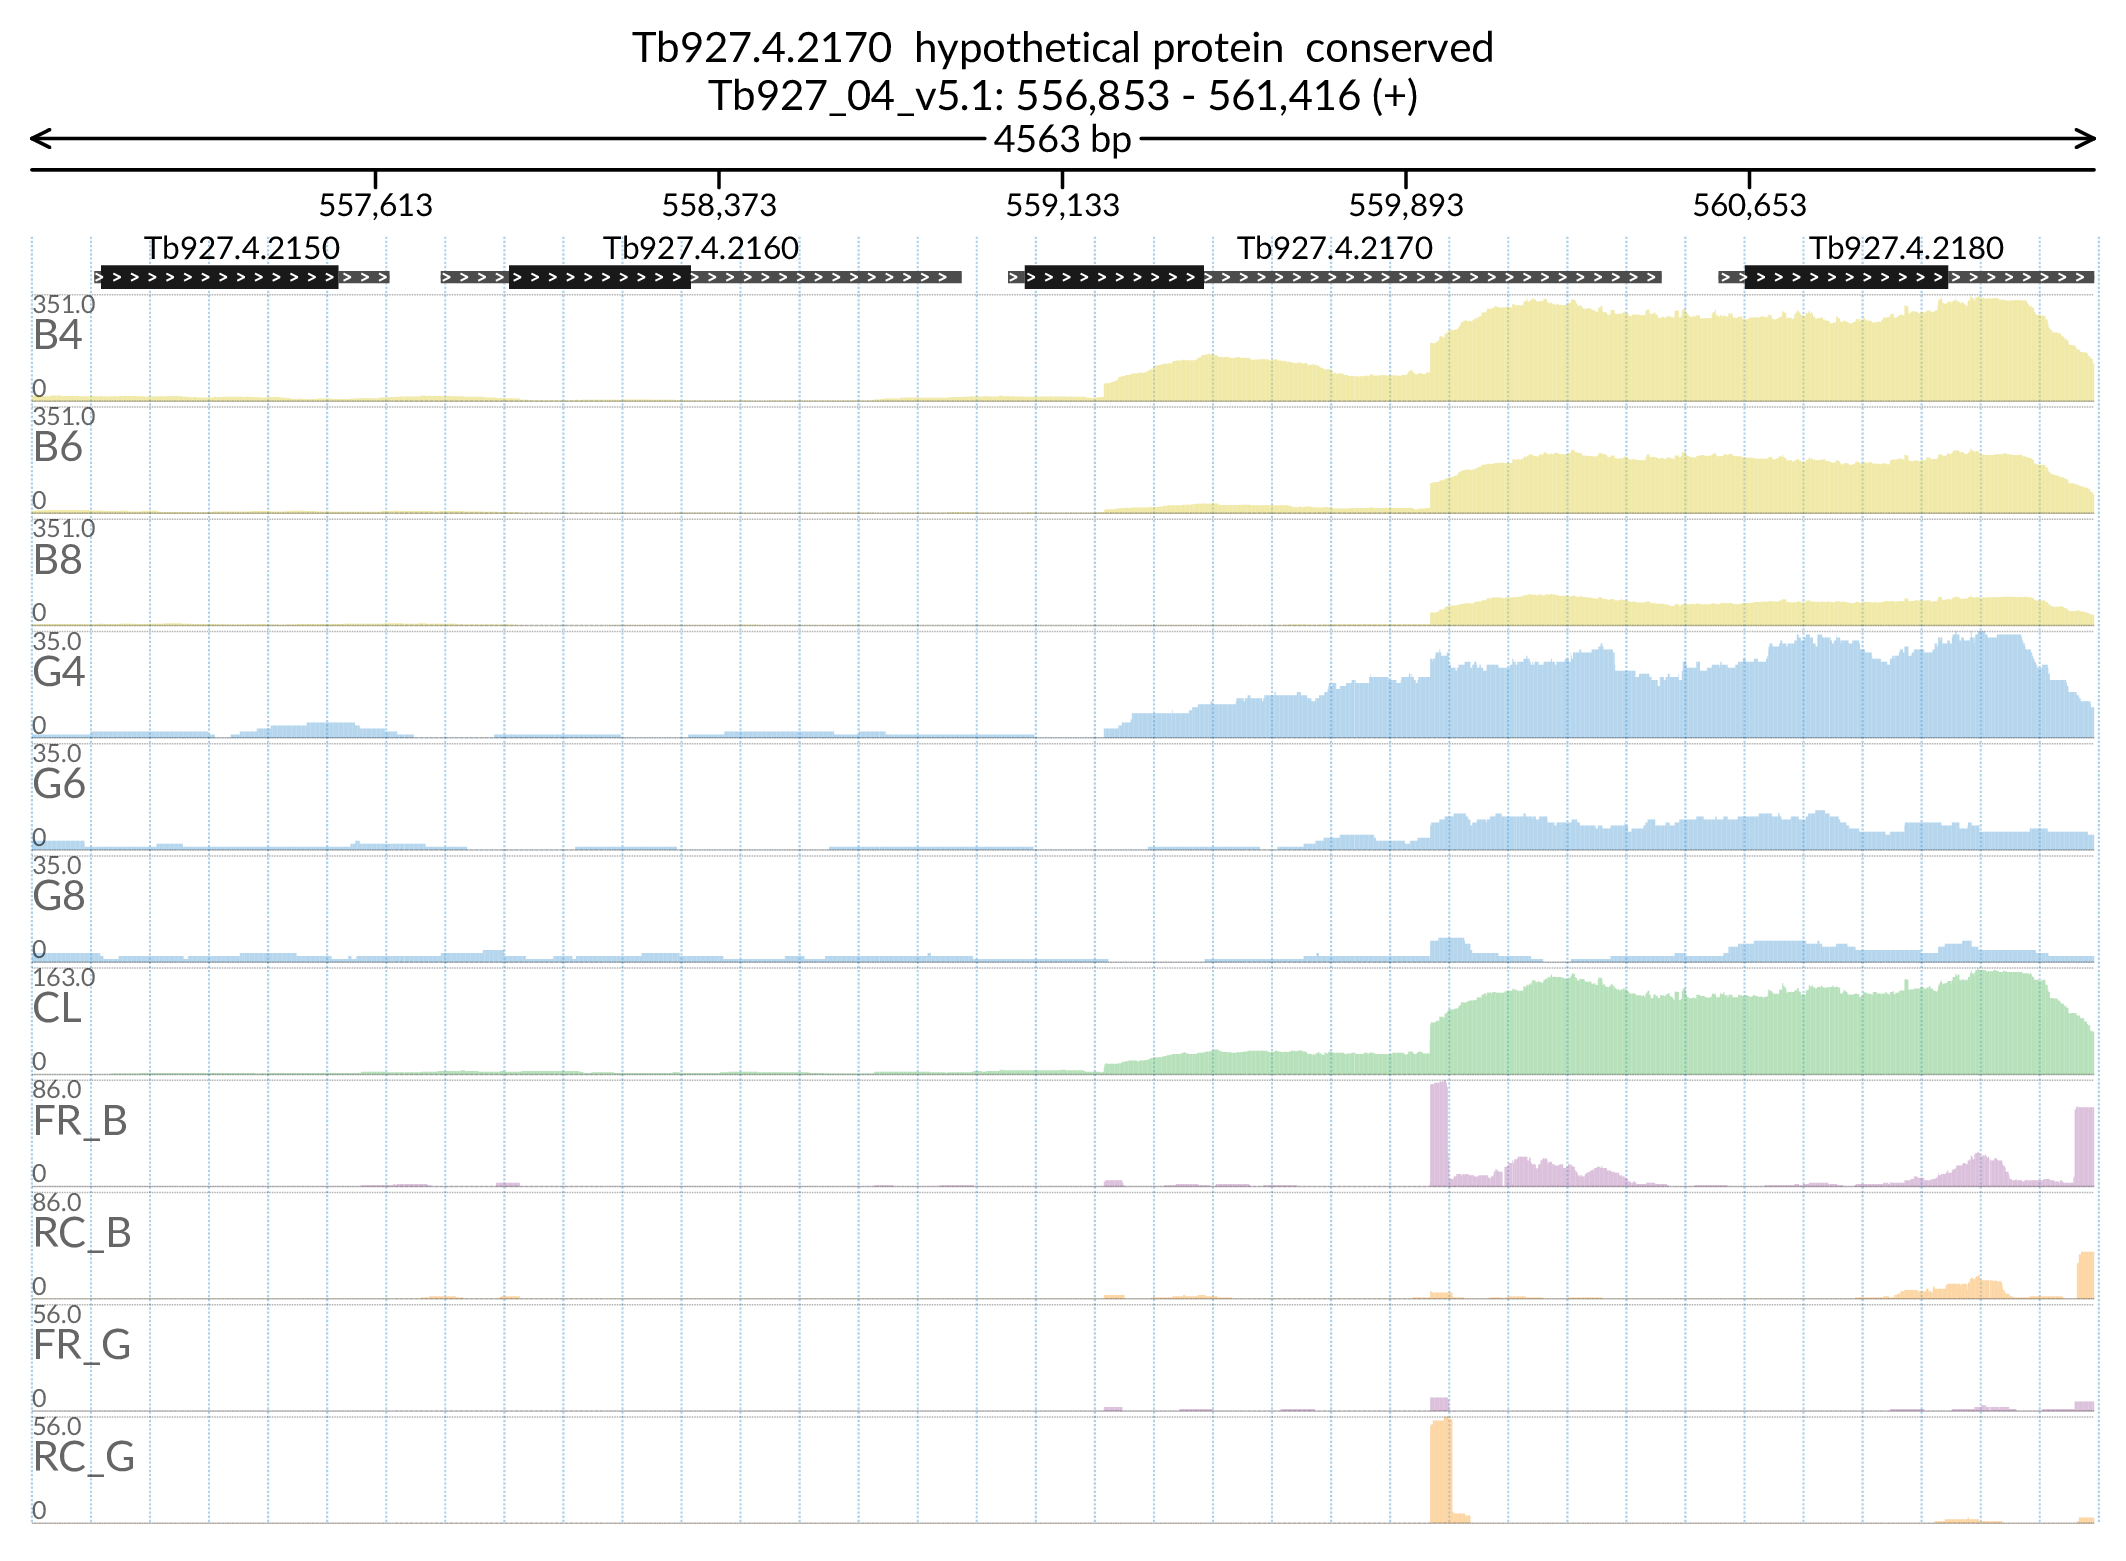 Tb927.4.2170 hypothetical protein conserved
Tb927_04_v5.1: 556,853 - 561,416 (+)
4563 bp
557,613 558,373 559,133 559,893 560,653
Tb927.4.2150 Tb927.4.2160 Tb927.4.2170 Tb927.4.2180
351.0
B4
0
351.0
B6
0
351.0
B8
0
35.0
G4
0
35.0
G6
0
35.0
G8
0
163.0
CL
0
86.0
FR_B
0
86.0
RC_B
0
56.0
FR_G
0
56.0
RC_G
0